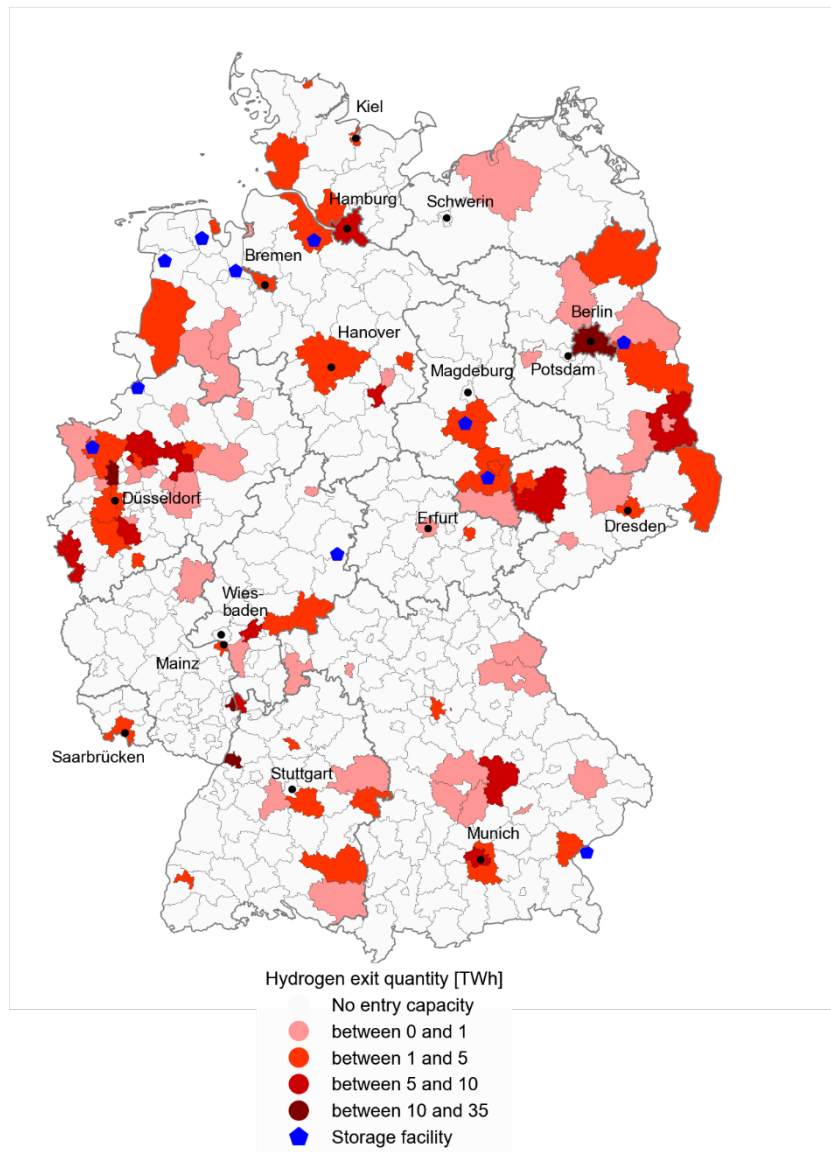 Kiel
Hamburg
Schwerin
Bremen
Berlin
Hanover
Potsdam
Magdeburg
Düsseldorf
Erfurt
Dresden
Wies-
baden
Mainz
Saarbrücken
Stuttgart
Munich
Hydrogen exit quantity [TWh]
No entry capacity
between 0 and 1
between 1 and 5
between 5 and 10
between 10 and 35
Storage facility